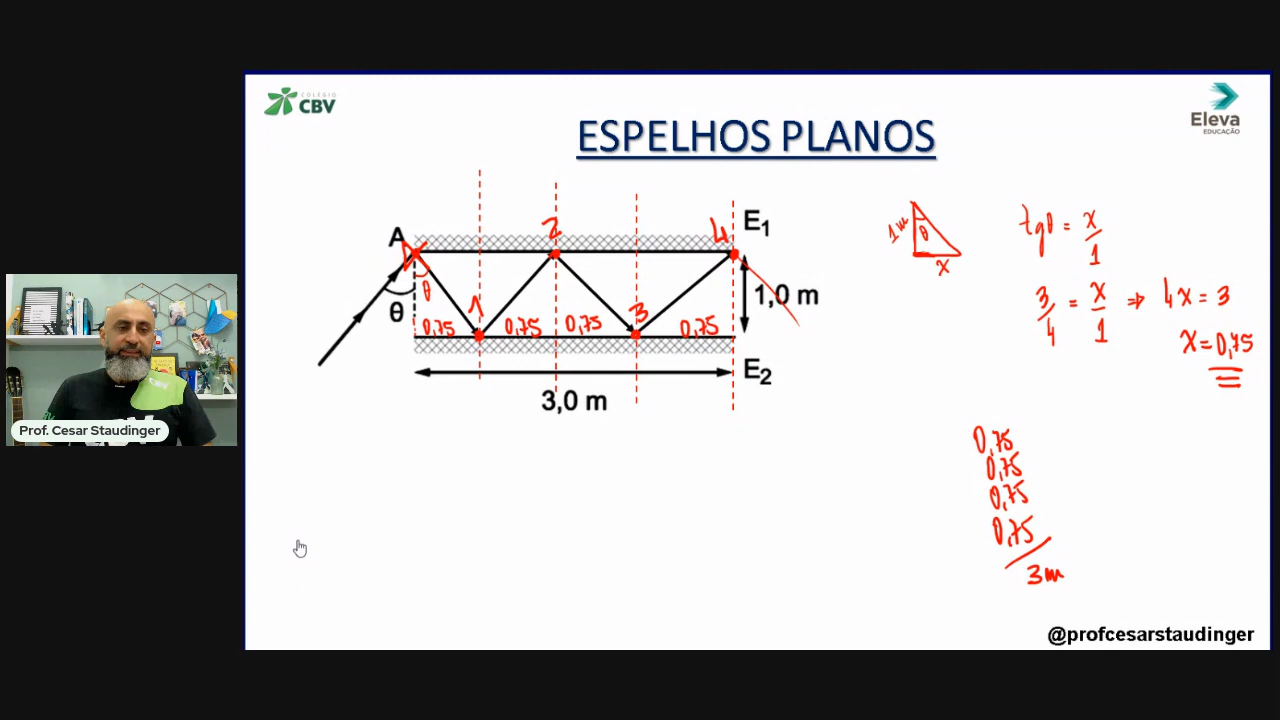 COLÉGIO
CBV
Eleva
EDUCAÇÃO
ESPELHOS PLANOS
A
1
2
3
4
E1
E2
θ
θ
1,0 m
0,75 0,75 0,75 0,75
3,0 m
1 m
θ
x
tgθ = x/1
3/4 = x/1 ⇒ 4x = 3
x = 0,75
0,75
0,75
0,75
0,75
3m
Prof. Cesar Staudinger
CBV
@profcesarstaudinger